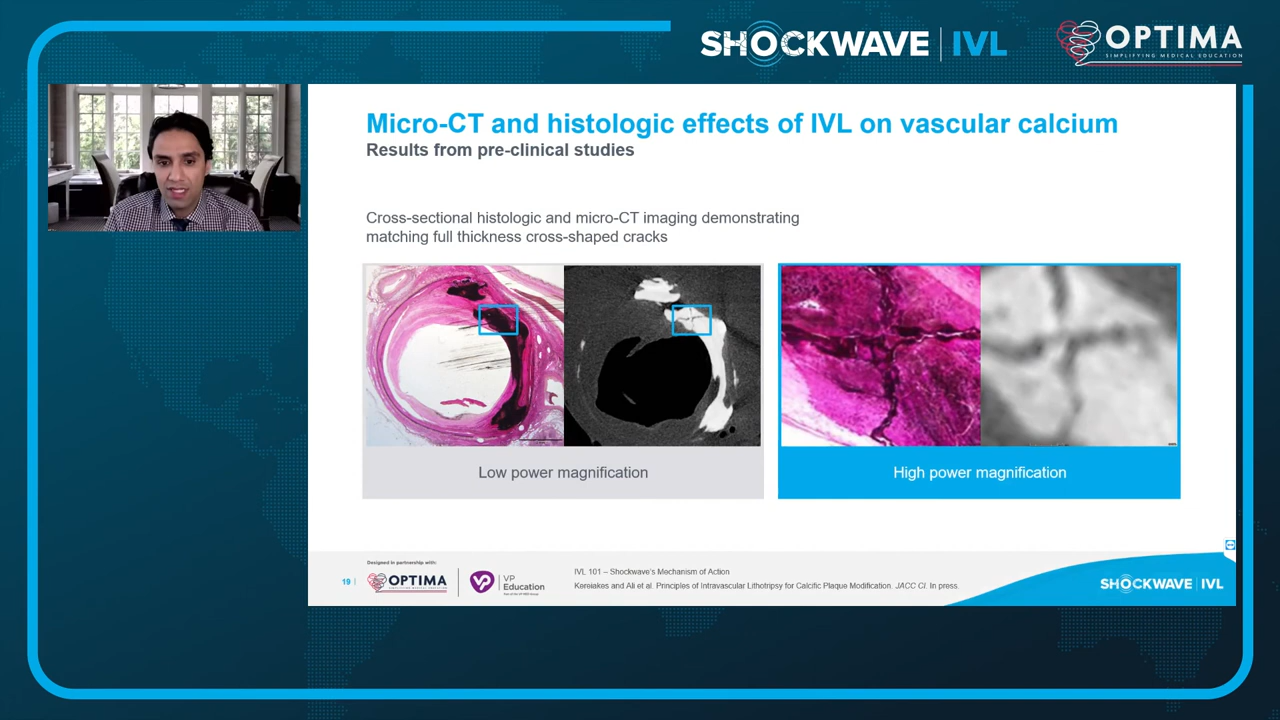 SHOCKWAVE | IVL
OPTIMA
SIMPLIFYING MEDICAL EDUCATION
Micro-CT and histologic effects of IVL on vascular calcium
Results from pre-clinical studies
Cross-sectional histologic and micro-CT imaging demonstrating
matching full thickness cross-shaped cracks
Low power magnification
High power magnification
19 |
Designed in partnership with:
OPTIMA
VP
Education
IVL 101 – Shockwave's Mechanism of Action
Kereiakes and Ali et al. Principles of Intravascular Lithotripsy for Calcific Plaque Modification. JACC CI. In press.
SHOCKWAVE | IVL